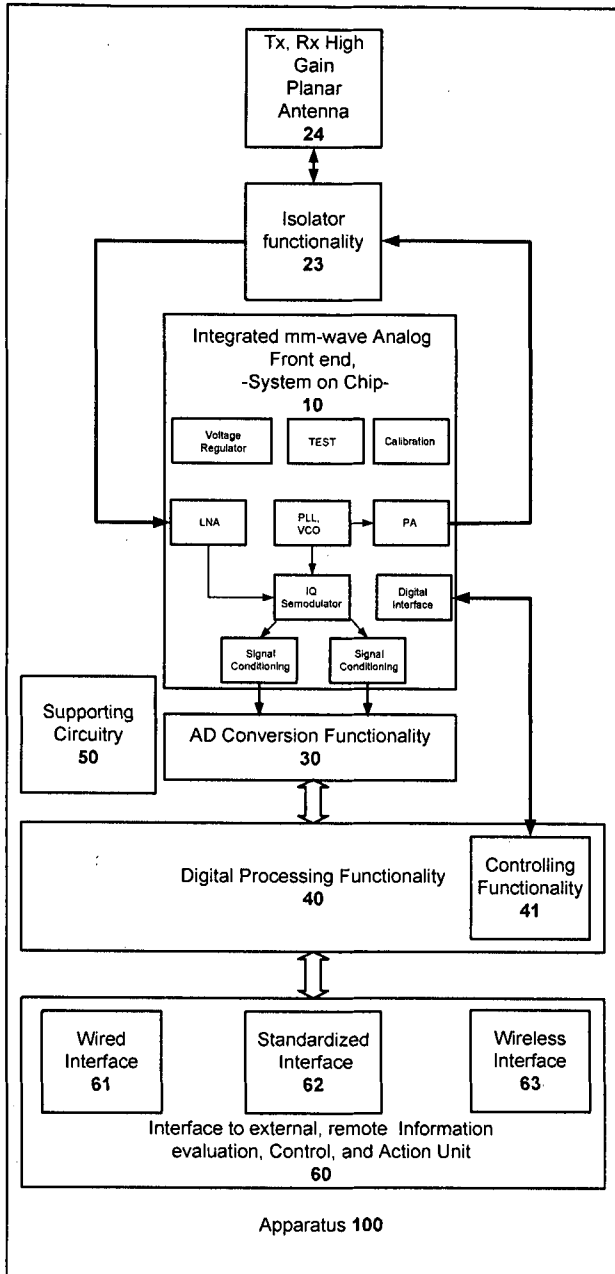 Tx, Rx High
Gain
Planar
Antenna
24
Isolator
functionality
23
Integrated mm-wave Analog
Front end,
-System on Chip-
10
Voltage
Regulator
TEST
Calibration
LNA
PLL,
VCO
PA
IQ
Semodulator
Digital
Interface
Signal
Conditioning
Signal
Conditioning
Supporting
Circuitry
50
AD Conversion Functionality
30
Digital Processing Functionality
40
Controlling
Functionality
41
Wired
Interface
61
Standardized
Interface
62
Wireless
Interface
63
Interface to external, remote Information
evaluation, Control, and Action Unit
60
Apparatus 100